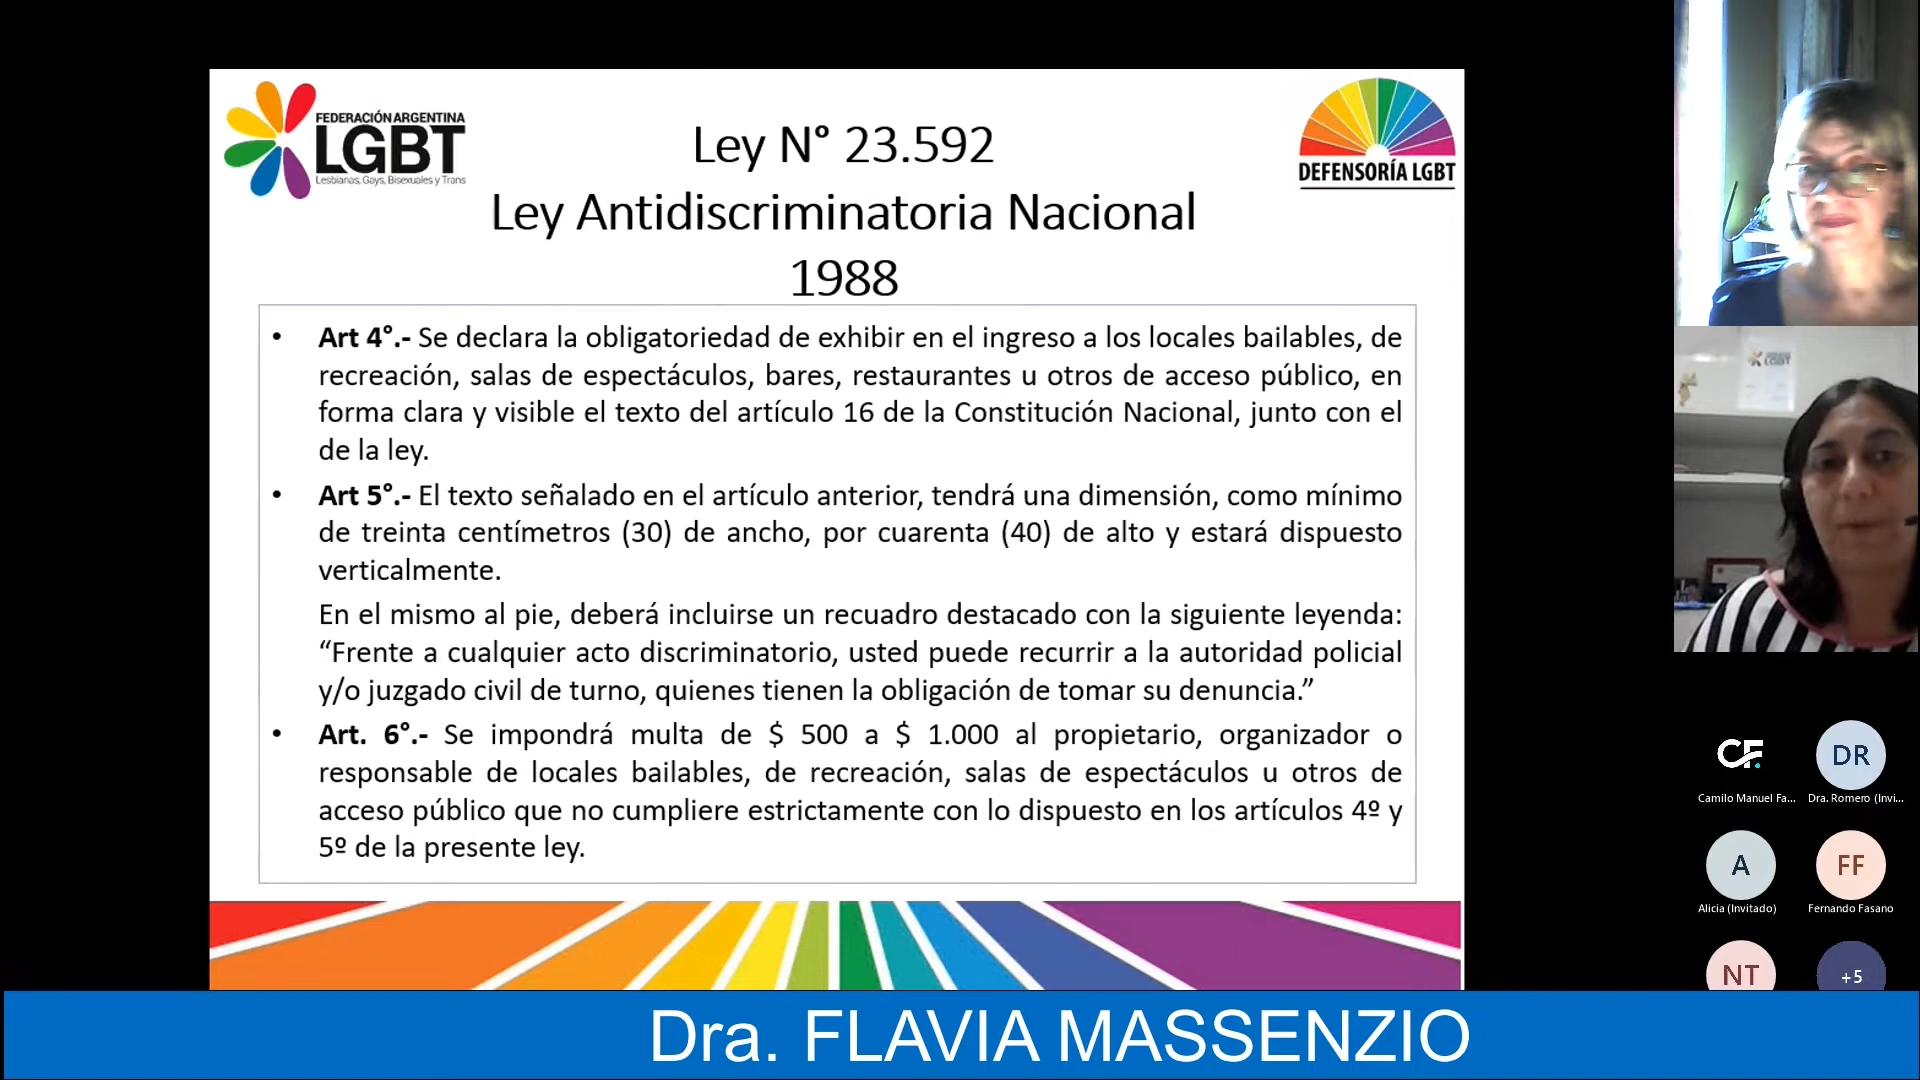 FEDERACIÓN ARGENTINA
LGBT
Lesbianas, Gays, Bisexuales y Trans
DEFENSORÍA LGBT
Ley N° 23.592
Ley Antidiscriminatoria Nacional
1988
• Art 4°.- Se declara la obligatoriedad de exhibir en el ingreso a los locales bailables, de
recreación, salas de espectáculos, bares, restaurantes u otros de acceso público, en
forma clara y visible el texto del artículo 16 de la Constitución Nacional, junto con el
de la ley.
• Art 5°.- El texto señalado en el artículo anterior, tendrá una dimensión, como mínimo
de treinta centímetros (30) de ancho, por cuarenta (40) de alto y estará dispuesto
verticalmente.
En el mismo al pie, deberá incluirse un recuadro destacado con la siguiente leyenda:
“Frente a cualquier acto discriminatorio, usted puede recurrir a la autoridad policial
y/o juzgado civil de turno, quienes tienen la obligación de tomar su denuncia.”
• Art. 6°.- Se impondrá multa de $ 500 a $ 1.000 al propietario, organizador o
responsable de locales bailables, de recreación, salas de espectáculos u otros de
acceso público que no cumpliere estrictamente con lo dispuesto en los artículos 4º y
5º de la presente ley.
LGBT
CF.
DR
Camilo Manuel Fa...
Dra. Romero (Invi...
A
FF
Alicia (Invitado)
Fernando Fasano
NT
+5
Dra. FLAVIA MASSENZIO